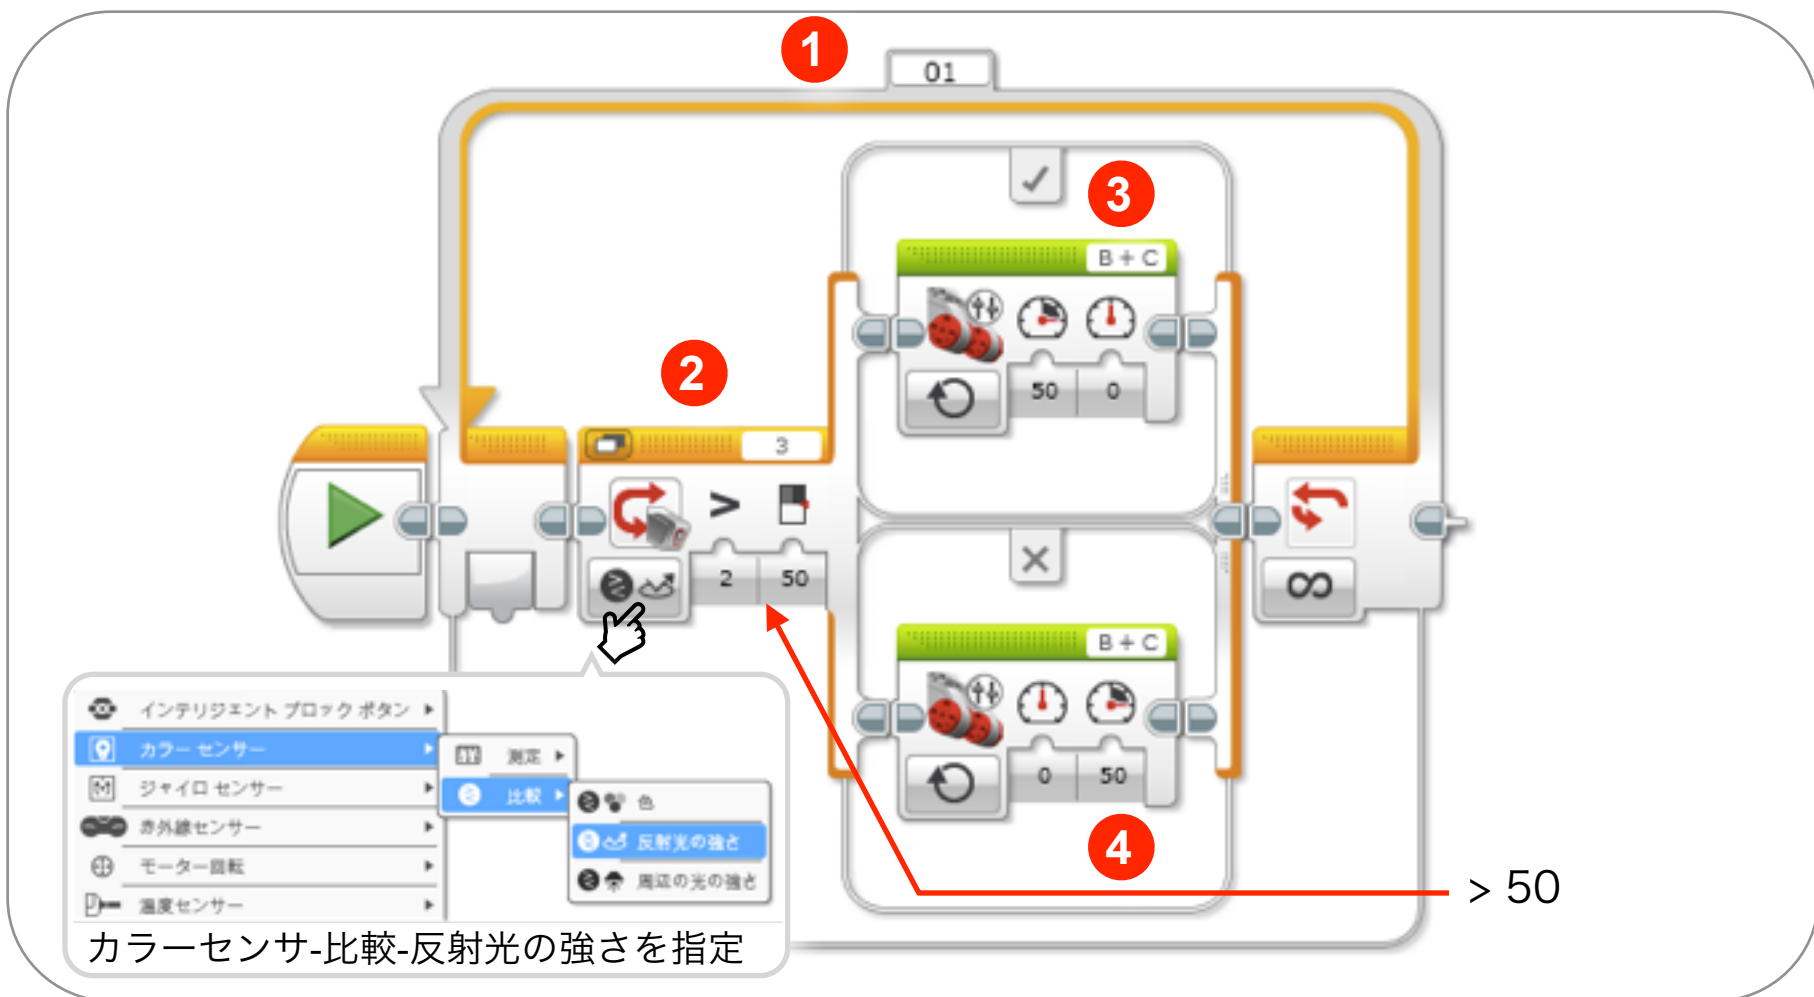 1
01
3
B + C
50 0
2
3
> 
2 50
B + C
0 50
4
> 50
インテリジェント ブロック ボタン
カラー センサー
ジャイロ センサー
赤外線センサー
モーター回転
温度センサー
測定
比較
色
反射光の強さ
周辺の光の強さ
カラーセンサ-比較-反射光の強さを指定